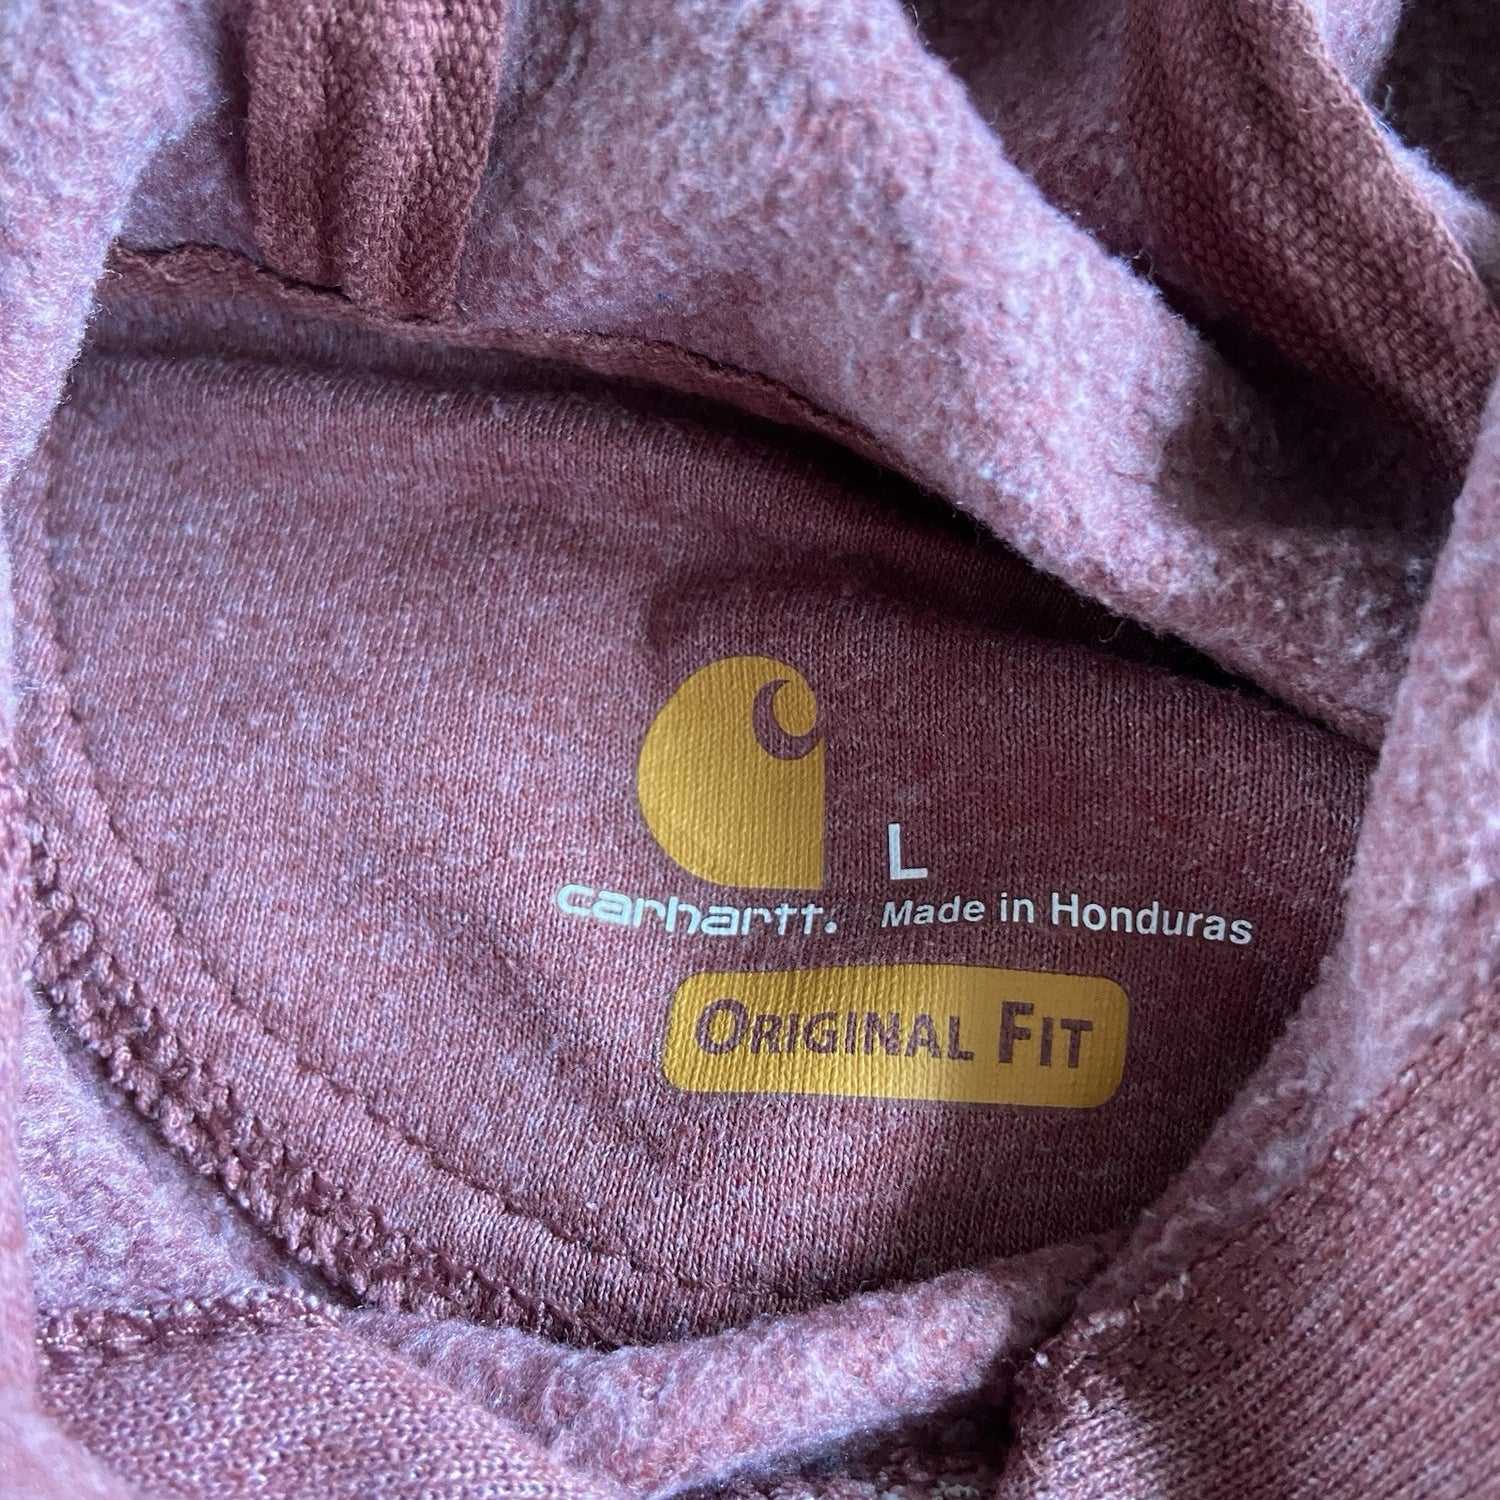 L
carhartt.
Made in Honduras
ORIGINAL FIT